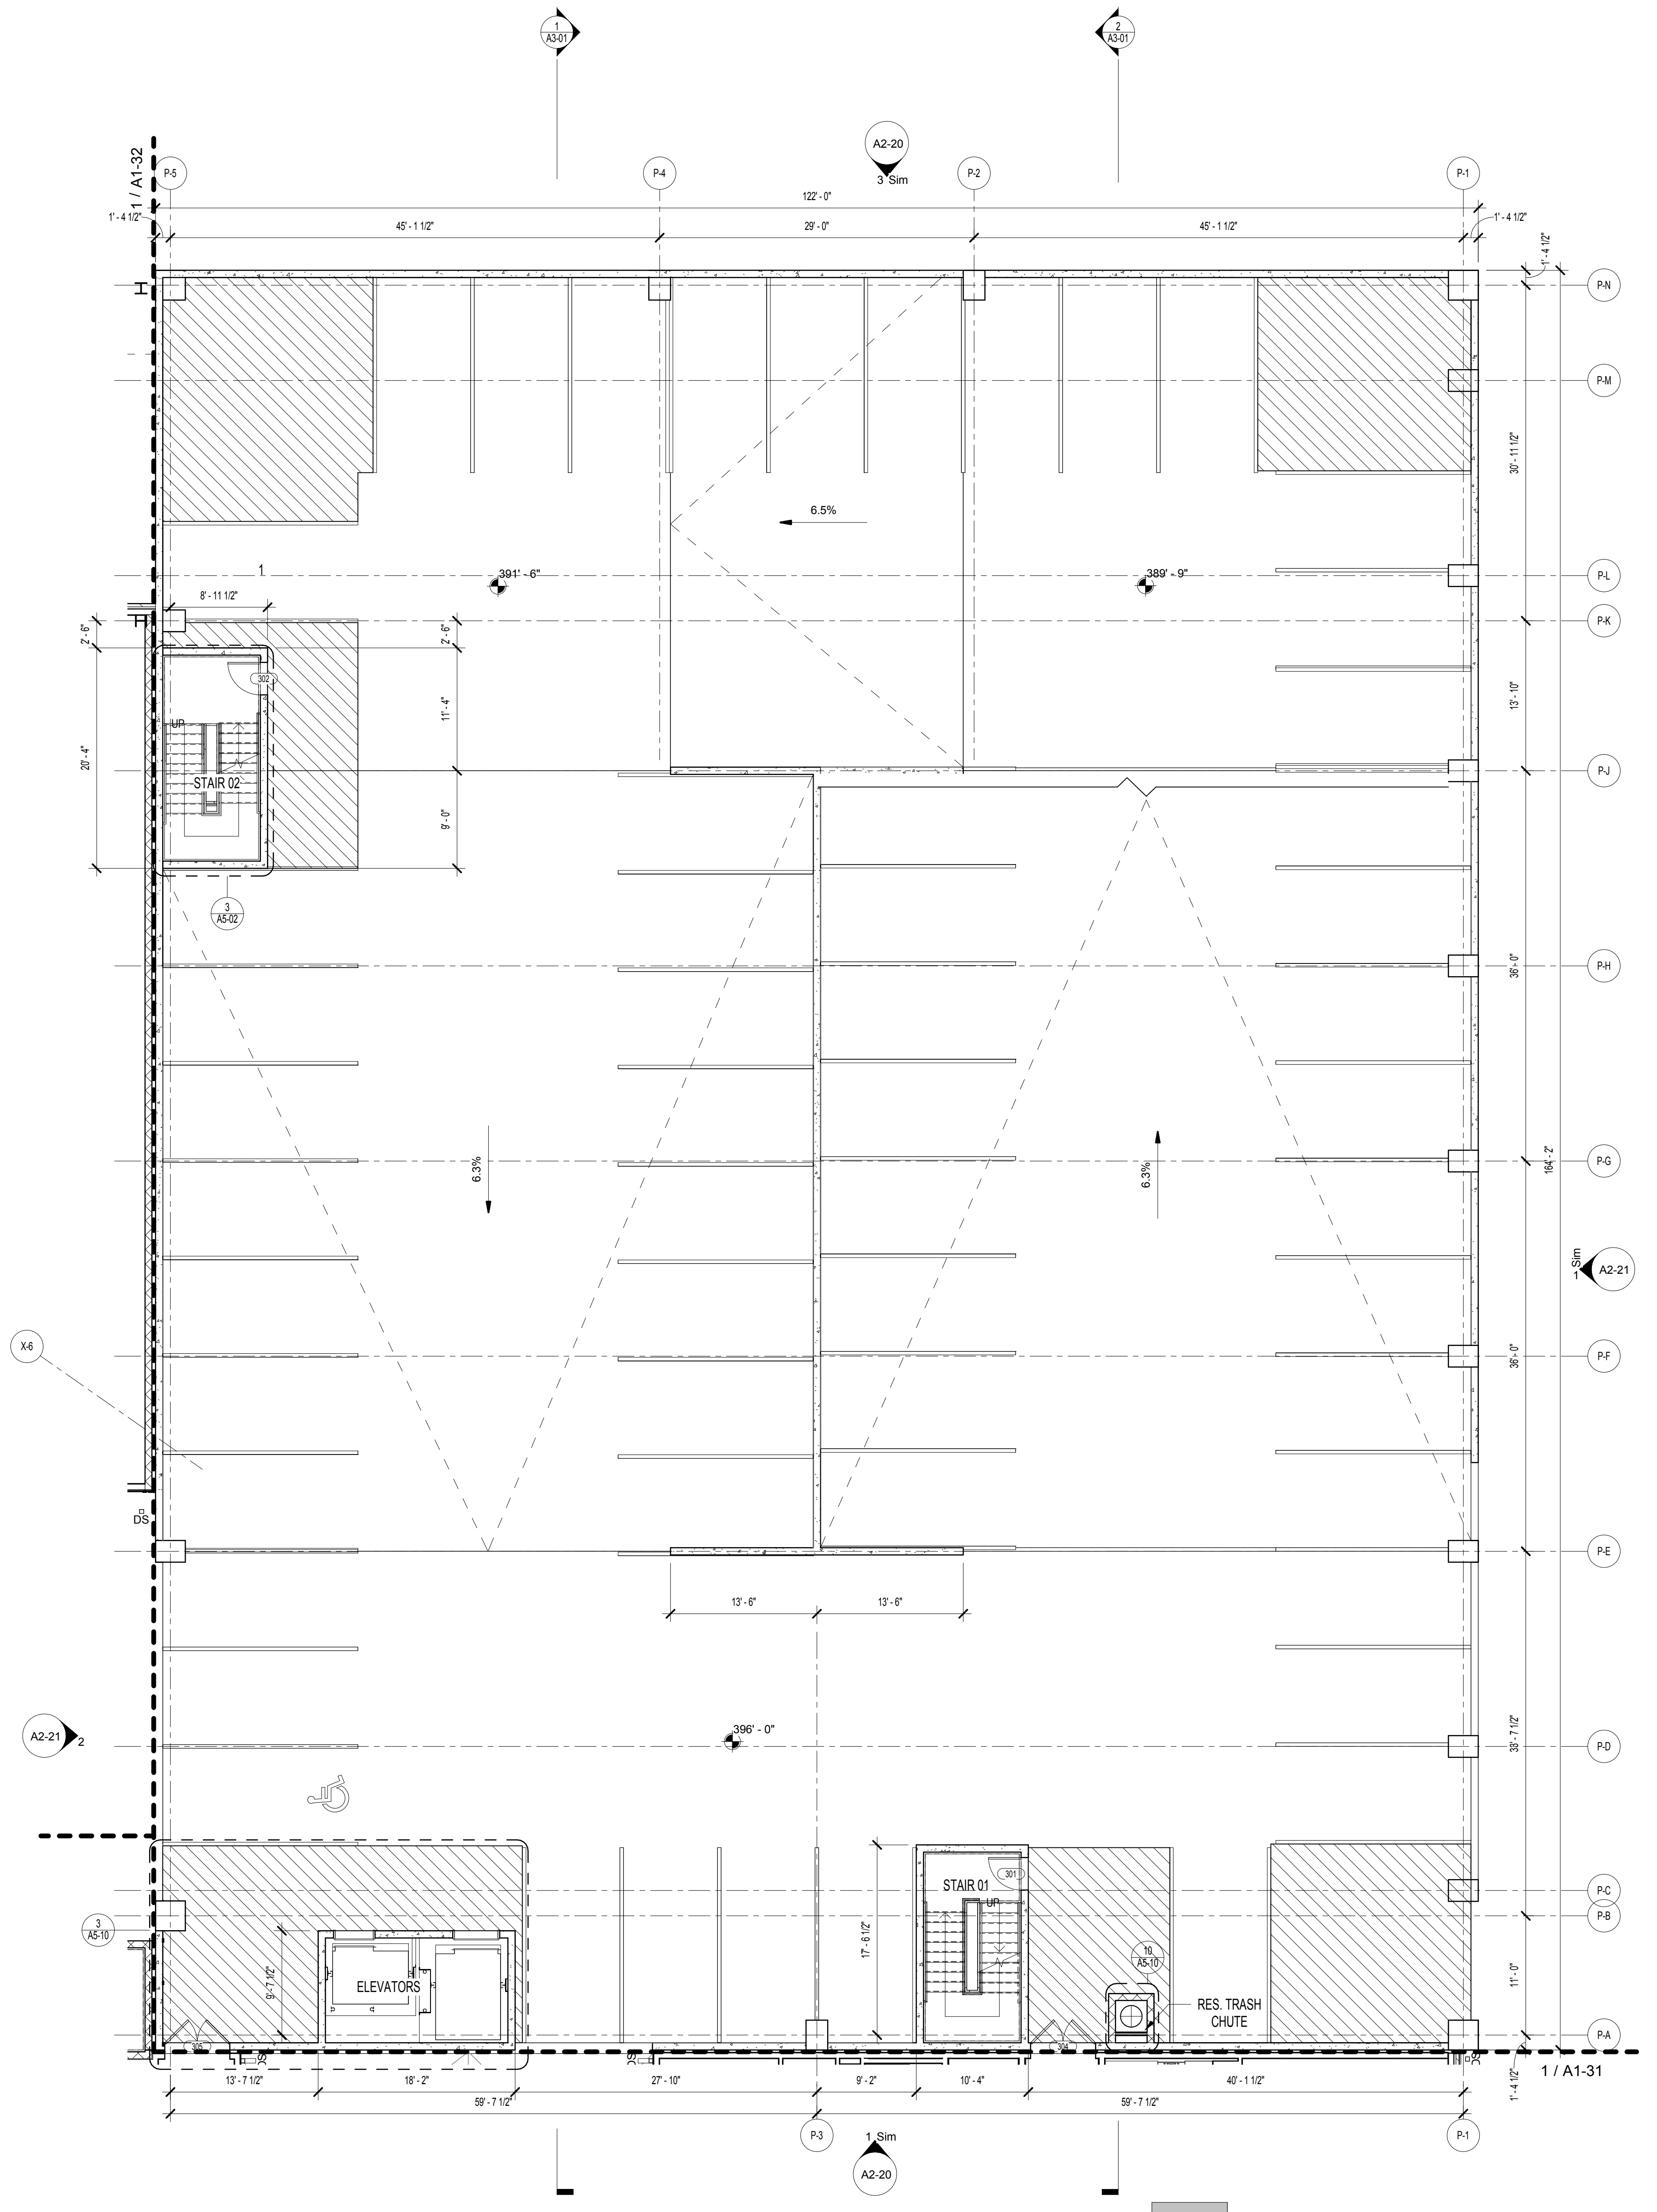 1
A3-01
2
A3-01
A2-20
3 Sim
1 / A1-32
P-5
P-4
P-2
P-1
122' - 0"
1' - 4 1/2"
45' - 1 1/2"
29' - 0"
45' - 1 1/2"
1' - 4 1/2"
1' - 4 1/2"
H
P-N
P-M
30' - 11 1/2"
6.5%
1
391' - 6"
389' - 9"
P-L
8' - 11 1/2"
H
2' - 6"
2' - 6"
P-K
302
13' - 10"
11' - 4"
UP
20' - 4"
STAIR 02
P-J
9' - 0"
3
A5-02
36' - 0"
P-H
6.3%
6.3%
P-G
164' - 2"
1 Sim
A2-21
X-6
36' - 0"
P-F
DS
P-E
13' - 6"
13' - 6"
33' - 7 1/2"
396' - 0"
A2-21
2
P-D
301
STAIR 01
UP
P-C
P-B
3
A5-10
17' - 6 1/2"
10
A5-10
9' - 7 1/2"
ELEVATORS
11' - 0"
RES. TRASH
CHUTE
P-A
305
304
DS
DS
DS
1 / A1-31
13' - 7 1/2"
18' - 2"
27' - 10"
9' - 2"
10' - 4"
40' - 1 1/2"
1' - 4 1/2"
59' - 7 1/2"
59' - 7 1/2"
P-3
1 Sim
A2-20
P-1